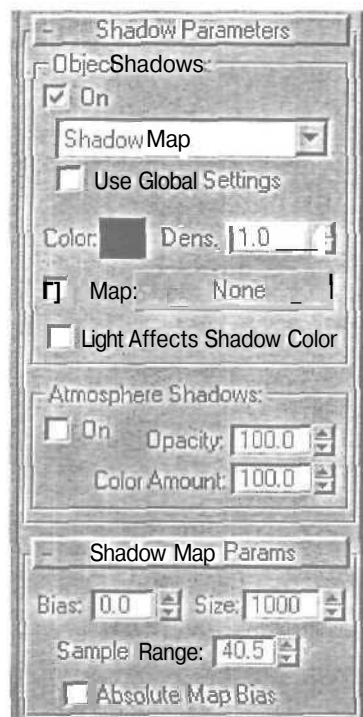 - Shadow Parameters
Object Shadows:
On
Shadow Map
Use Global Settings
Color: Dens. 1.0
Map: None
Light Affects Shadow Color
Atmosphere Shadows:
On Opacity: 100.0
Color Amount: 100.0
- Shadow Map Params
Bias: 0.0 Size: 1000
Sample Range: 40.5
Absolute Map Bias